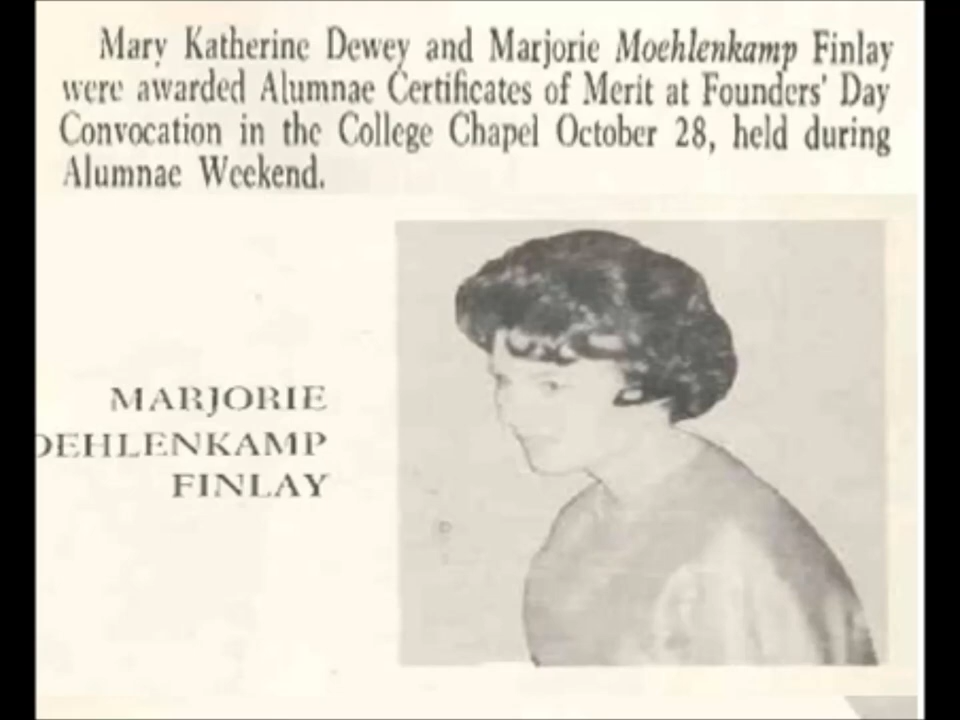 Mary Katherine Dewey and Marjorie Moehlenkamp Finlay
were awarded Alumnae Certificates of Merit at Founders' Day
Convocation in the College Chapel October 28, held during
Alumnae Weekend.
MARJORIE
OEHLENKAMP
FINLAY